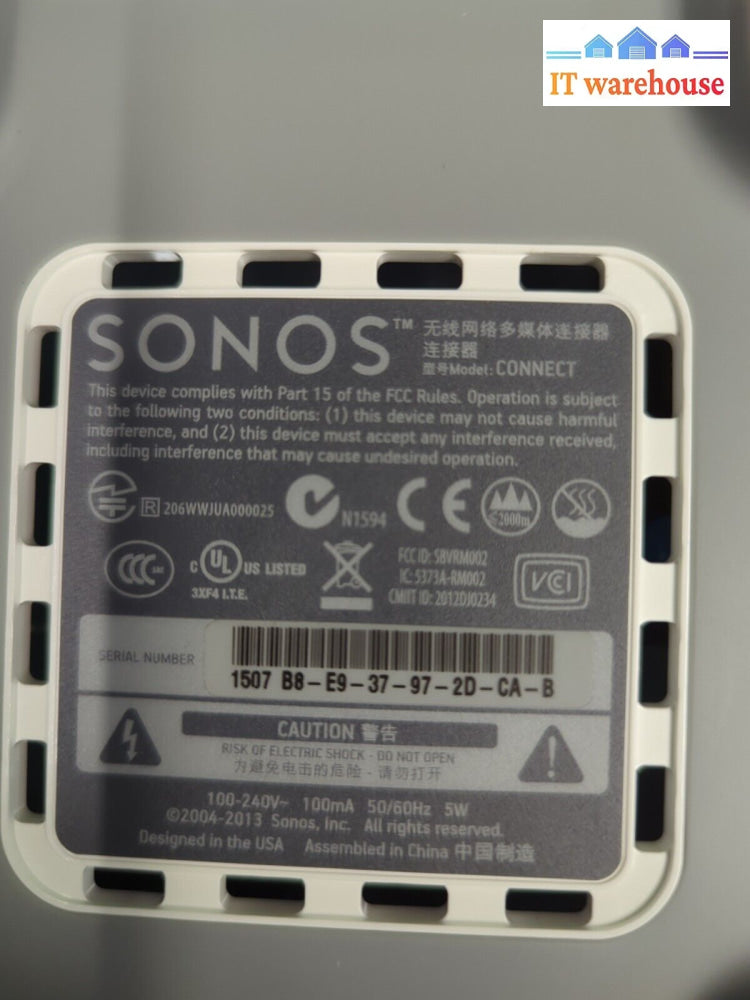 IT warehouse
SONOS™ 无线网络多媒体连接器
连接器
型号Model: CONNECT
This device complies with Part 15 of the FCC Rules. Operation is subject
to the following two conditions: (1) this device may not cause harmful
interference, and (2) this device must accept any interference received,
including interference that may cause undesired operation.
R 206WWJUA000025 N1594 CE ≤2000m
CCC S&E C UL US LISTED
3XF4 I.T.E.
FCC ID: SBVRM002
IC: 5373A-RM002
CMIIT ID: 2012DJ0234
VCI
SERIAL NUMBER
1507 B8-E9-37-97-2D-CA-B
CAUTION 警告
RISK OF ELECTRIC SHOCK - DO NOT OPEN
为避免电击的危险 - 请勿打开
100-240V~ 100mA 50/60Hz 5W
©2004-2013 Sonos, Inc. All rights reserved.
Designed in the USA Assembled in China 中国制造